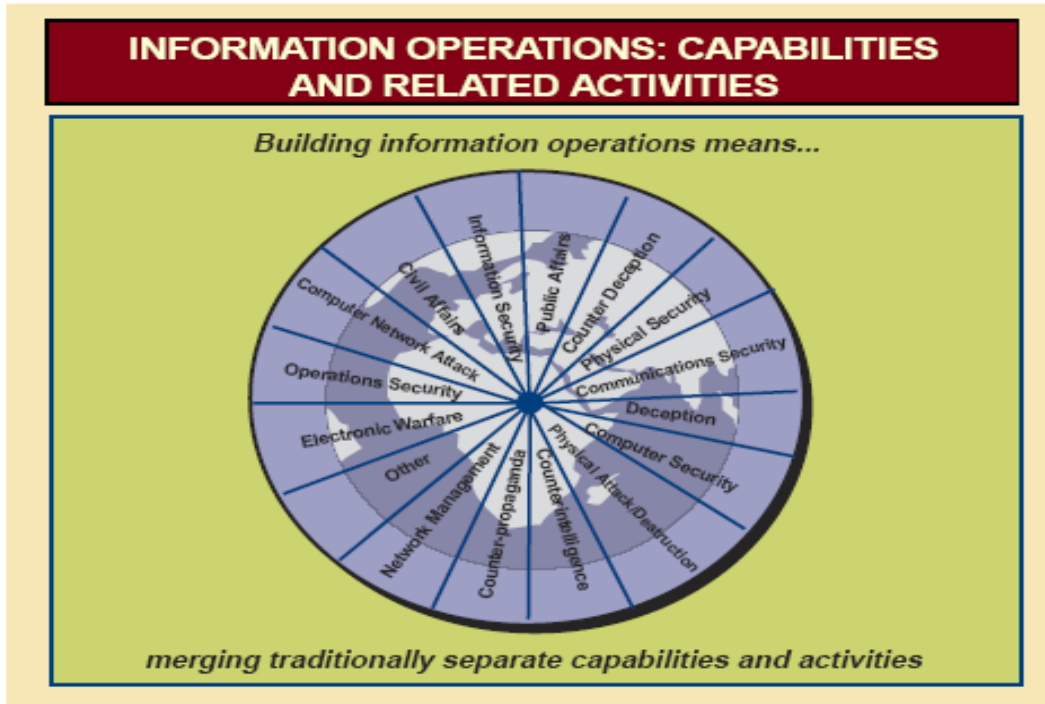 INFORMATION OPERATIONS: CAPABILITIES
AND RELATED ACTIVITIES
Building information operations means...
Public Affairs
Counter Deception
Physical Security
Communications Security
Deception
Computer Security
Physical Attack/Destruction
Counter intelligence
Counter-propaganda
Network Management
Other
Electronic Warfare
Operations Security
Computer Network Attack
Civil Affairs
Information Security
merging traditionally separate capabilities and activities